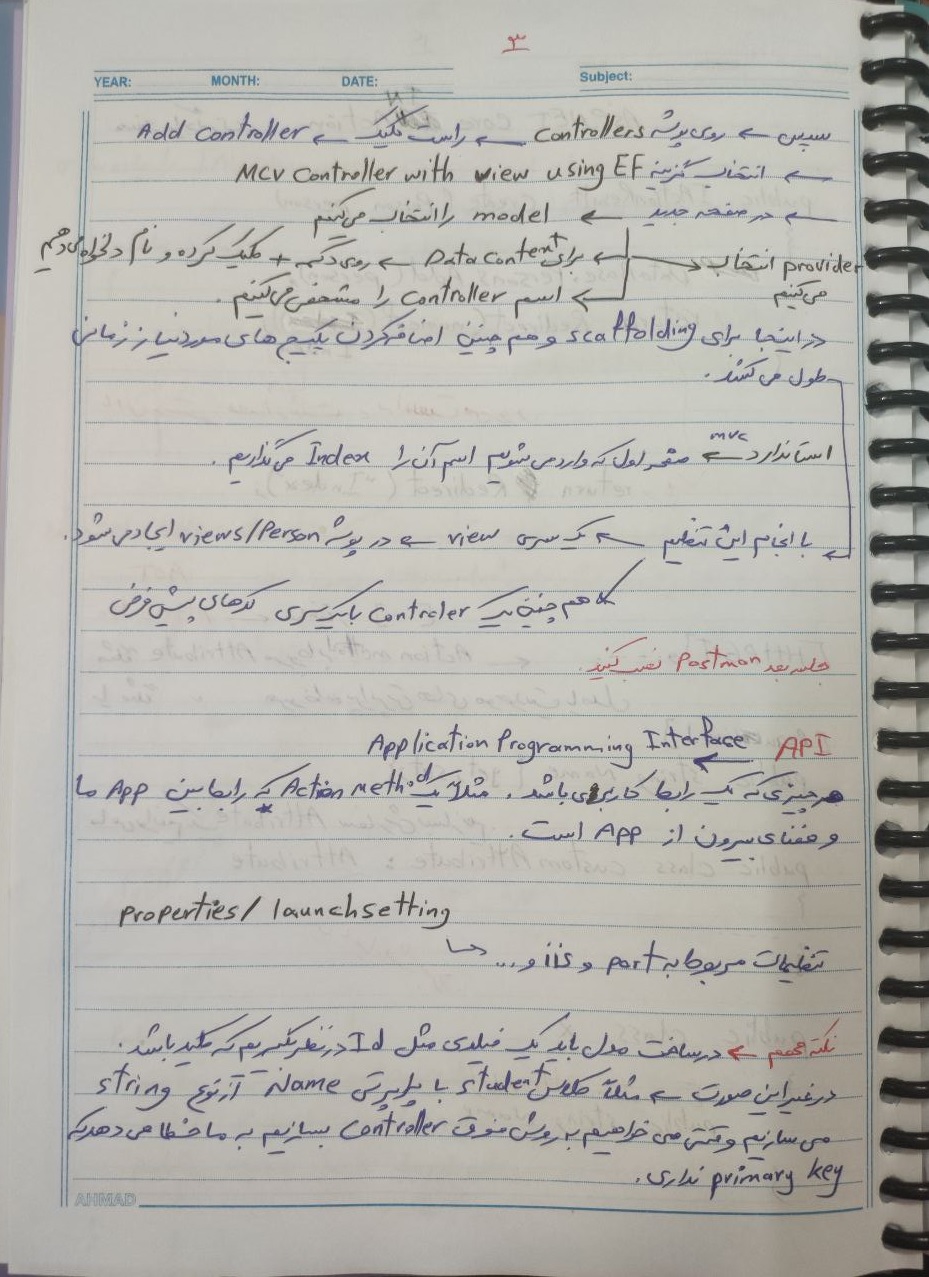 ۳
YEAR: MONTH: DATE: Subject:
سپس ← روی پوشه Controllers ← راست کلیک ← Add Controller
← انتخاب گزینه MCV Controller with view using EF
← در صفحه جدید ← model را انتخاب می‌کنیم
← برای Data Context ← روی دکمه + کلیک کرده و نام دلخواه می‌دهیم
provider انتخاب می‌کنیم
← اسم Controller را مشخص می‌کنیم.
در اینجا برای scaffolding و هم چنین اضافه کردن پکیج های مورد نیاز زمانی
طول می کشد.
استاندارد mvc ← صفحه اول که وارد می شویم اسم آن را Index می گذاریم.
با انجام این تنظیم ← یک سری view ← در پوشه views/Person ایجاد می شود.
هم چنین یک Controler با یک سری کدهای پیش فرض
جلسه بعد Postman نصب کنید.
API ← Application Programming Interface
هر چیزی که یک رابط کاربری باشد. مثلاً یک Action Method که رابط بین App ما
و فضای بیرون از App است.
properties/ launchsetting
تنظیمات مربوط به port و iis و...
نکته مهم ← در ساخت مدل باید یک فیلدی مثل Id در نظر بگیریم که کلید باشد.
در غیر این صورت ← مثلاً کلاس Student با پراپرتی Name از نوع string
می سازیم وقتی می خواهیم به روش فوق Controller بسازیم به ما خطا می دهد که
primary key نداری.
AHMAD